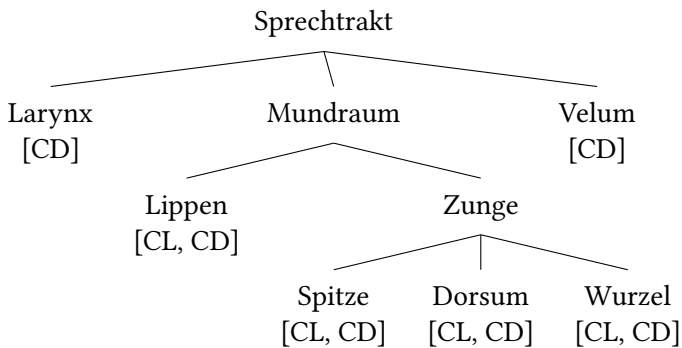 Sprechtrakt
Larynx Mundraum Velum
[CD] [CD]
Lippen Zunge
[CL, CD]
Spitze Dorsum Wurzel
[CL, CD] [CL, CD] [CL, CD]